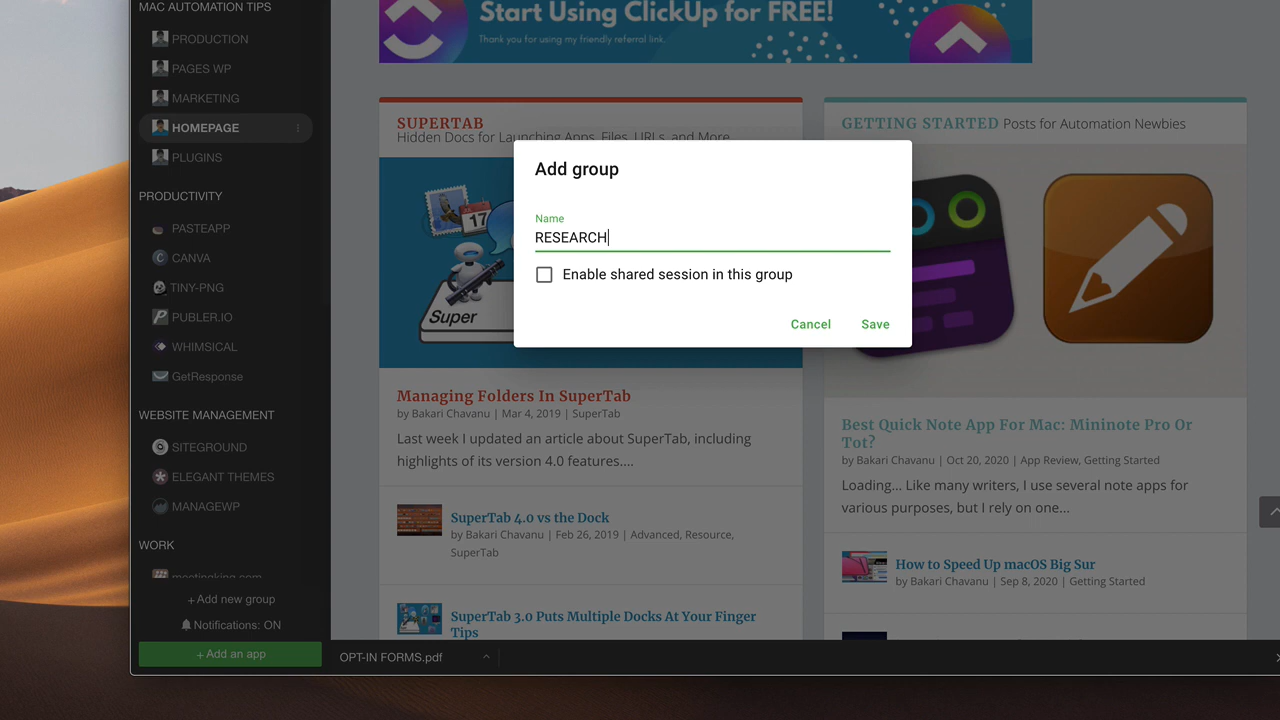 MAC AUTOMATION TIPS
PRODUCTION
PAGES WP
MARKETING
HOMEPAGE
PLUGINS
PRODUCTIVITY
PASTEAPP
CANVA
TINY-PNG
PUBLER.IO
WHIMSICAL
GetResponse
WEBSITE MANAGEMENT
SITEGROUND
ELEGANT THEMES
MANAGEWP
WORK
meetingking.com
+ Add new group
Notifications: ON
+ Add an app
Start Using ClickUp for FREE!
Thank you for using my friendly referral link.
SUPERTAB
Hidden Docs for Launching Apps, Files, URLs, and More
17
Super
Managing Folders In SuperTab
by Bakari Chavanu | Mar 4, 2019 | SuperTab
Last week I updated an article about SuperTab, including
highlights of its version 4.0 features....
SuperTab 4.0 vs the Dock
by Bakari Chavanu | Feb 26, 2019 | Advanced, Resource,
SuperTab
SuperTab 3.0 Puts Multiple Docks At Your Finger
Tips
GETTING STARTED Posts for Automation Newbies
Best Quick Note App For Mac: Mininote Pro Or
Tot?
by Bakari Chavanu | Oct 20, 2020 | App Review, Getting Started
Loading... Like many writers, I use several note apps for
various purposes, but I rely on one...
How to Speed Up macOS Big Sur
by Bakari Chavanu | Sep 8, 2020 | Getting Started
Add group
Name
RESEARCH
Enable shared session in this group
Cancel Save
OPT-IN FORMS.pdf